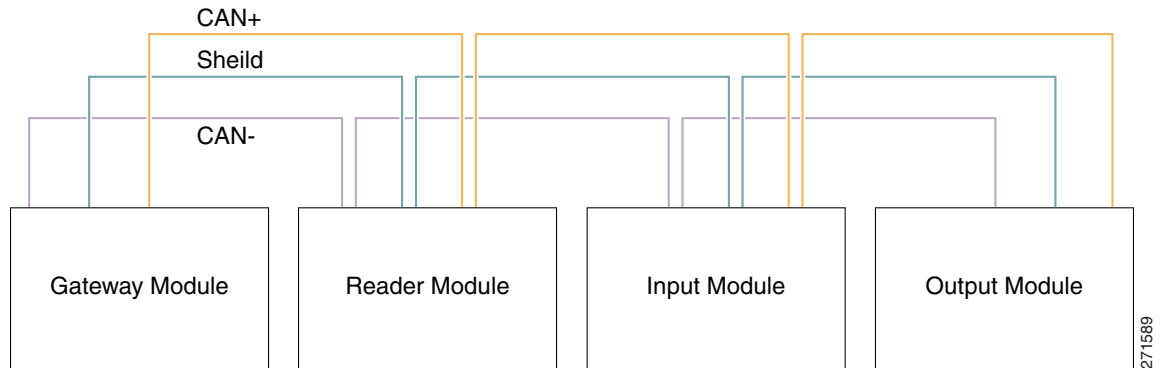 CAN+
Sheild
CAN-
Gateway Module
Reader Module
Input Module
Output Module
271589